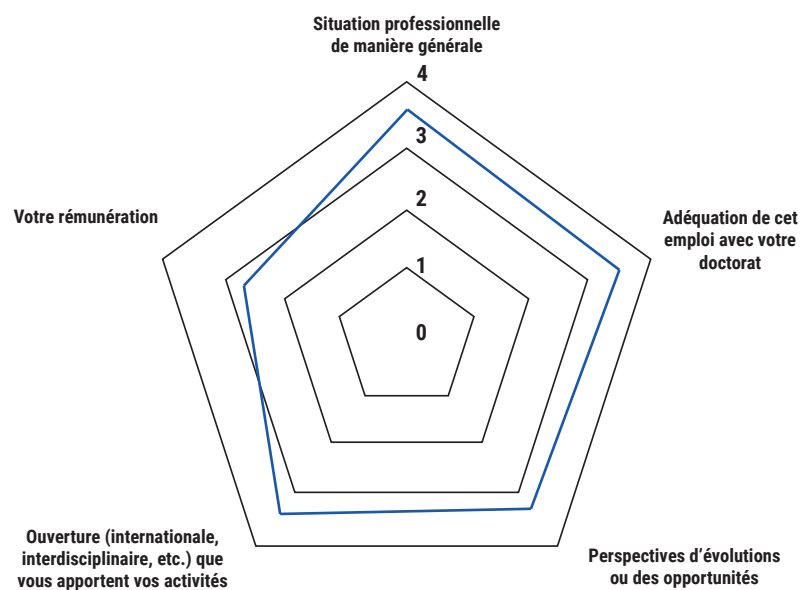 Situation professionnelle
de manière générale
4
3
2
1
0
Votre rémunération
Adéquation de cet
emploi avec votre
doctorat
Ouverture (internationale,
interdisciplinaire, etc.) que
vous apportent vos activités
Perspectives d’évolutions
ou des opportunités